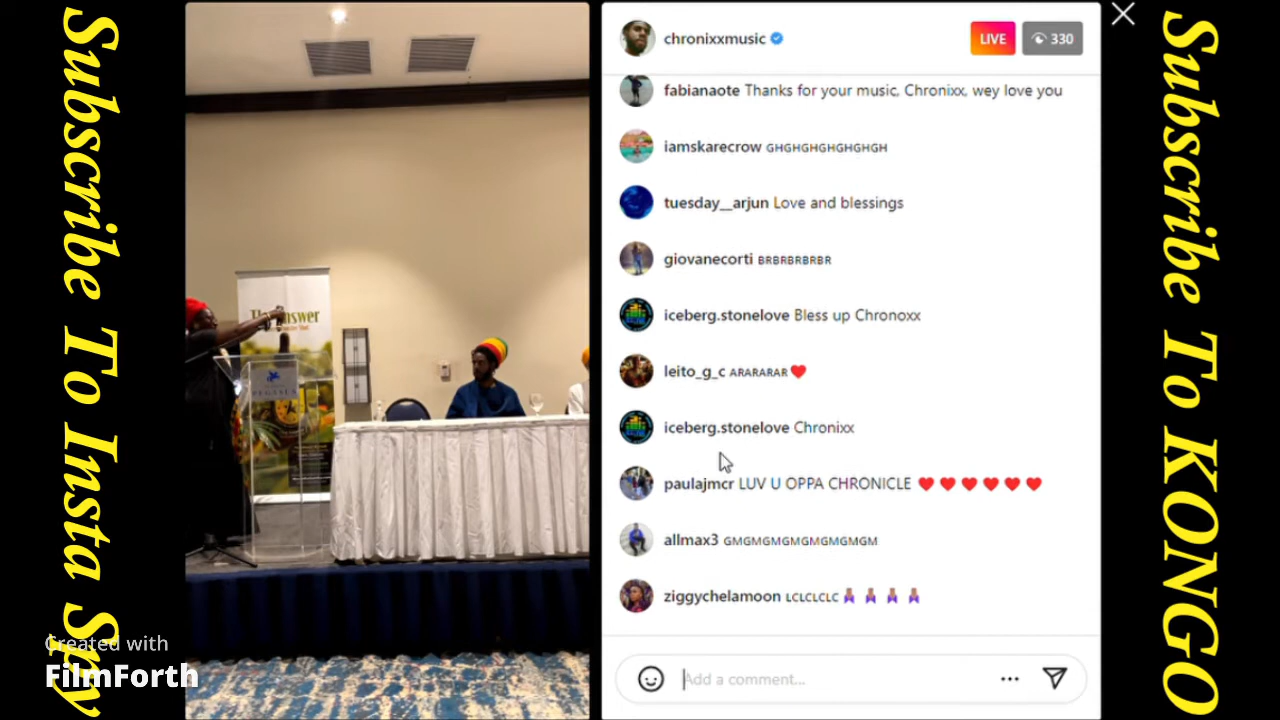 Subscribe To Insta Spy
chronixxmusic
LIVE
330
fabianaote Thanks for your music, Chronixx, wey love you
iamskarecrow GHGHGHGHGHGHGH
tuesday__arjun Love and blessings
giovanecorti BRBRBRBRBR
iceberg.stonelove Bless up Chronoxx
leito_g_c ARARARAR❤️
iceberg.stonelove Chronixx
paulajmcr LUV U OPPA CHRONICLE ❤️ ❤️ ❤️ ❤️ ❤️ ❤️
allmax3 GMGMGMGMGMGMGMGM
ziggychelamoon LCLCLCLC
Add a comment...
Subscribe To KONGO
PEGASUS
Created with
FilmForth